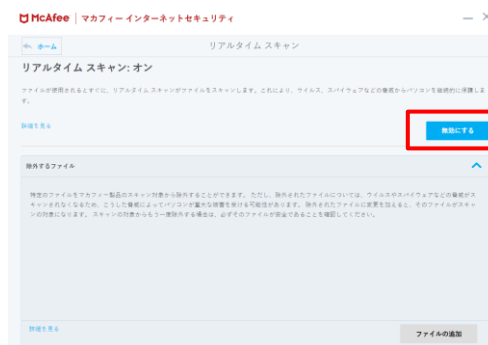 McAfee | マカフィー インターネットセキュリティ
ホーム
リアルタイム スキャン
リアルタイム スキャン: オン
ファイルが使用されるとすぐに、リアルタイム スキャンがファイルをスキャンします。これにより、ウイルス、スパイウェアなどの脅威からパソコンを継続的に保護しま
す。
詳細を見る
無効にする
除外するファイル
特定のファイルをマカフィー製品のスキャン対象から除外することができます。ただし、除外されたファイルについては、ウイルスやスパイウェアなどの脅威がス
キャンされなくなるため、こうした脅威によってパソコンが重大な被害を受ける可能性があります。除外されたファイルに変更を加えると、そのファイルがスキャ
ンの対象になります。スキャンの対象からもう一度除外する場合は、必ずそのファイルが安全であることを確認してください。
詳細を見る
ファイルの追加